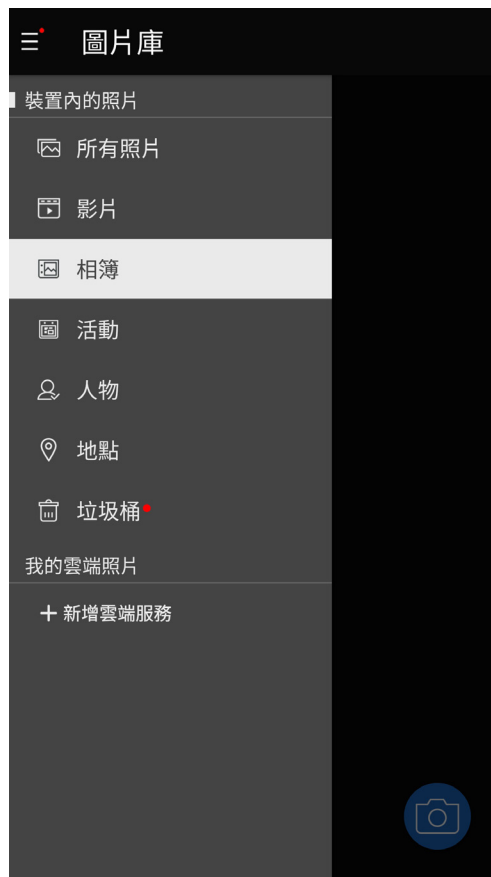 圖片庫
裝置內的照片
所有照片
影片
相簿
活動
人物
地點
垃圾桶
我的雲端照片
新增雲端服務